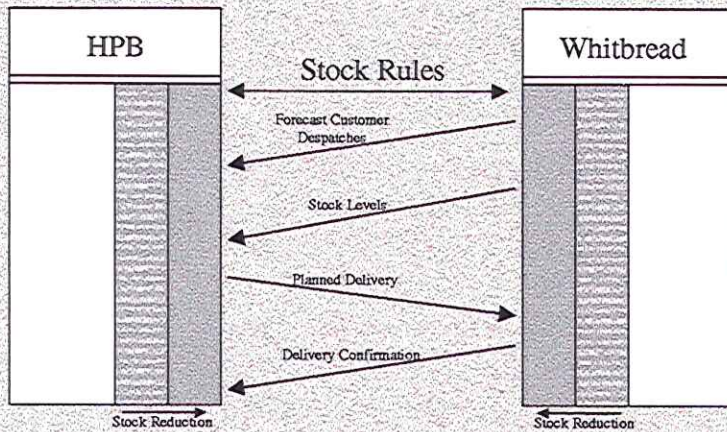 HPB
Whitbread
Stock Rules
Forecast Customer
Despatches
Stock Levels
Planned Delivery
Delivery Confirmation
Stock Reduction
Stock Reduction